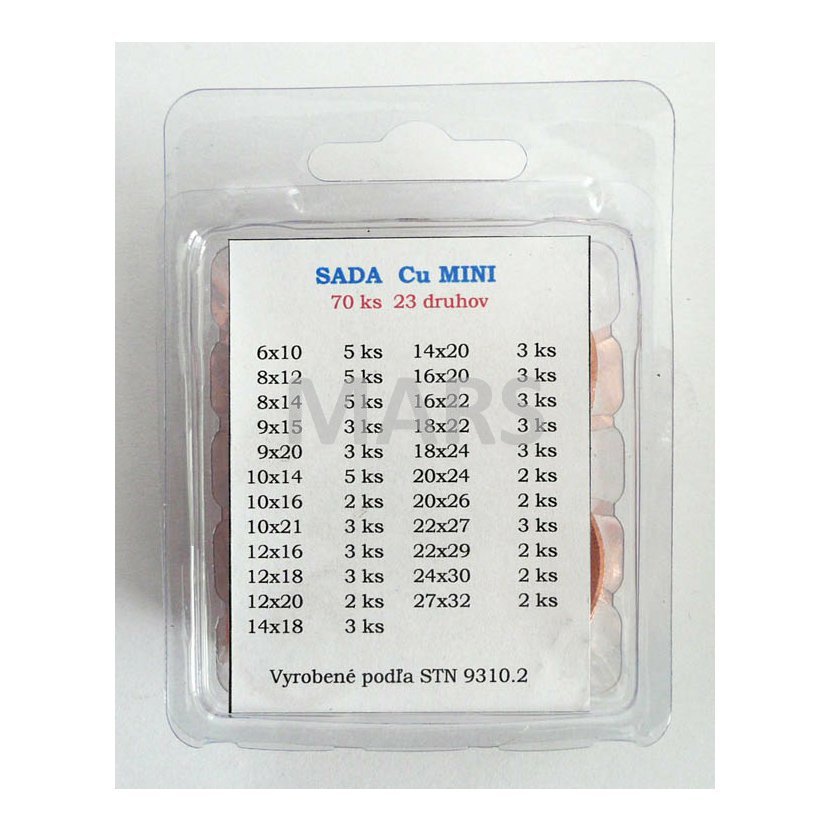 SADA Cu MINI
70 ks 23 druhov
6x10 5 ks 14x20 3 ks
8x12 5 ks 16x20 3 ks
8x14 5 ks 16x22 3 ks
9x15 3 ks 18x22 3 ks
9x20 3 ks 18x24 3 ks
10x14 5 ks 20x24 2 ks
10x16 2 ks 20x26 2 ks
10x21 3 ks 22x27 3 ks
12x16 3 ks 22x29 2 ks
12x18 3 ks 24x30 2 ks
12x20 2 ks 27x32 2 ks
14x18 3 ks
Vyrobené podľa STN 9310.2
MARS